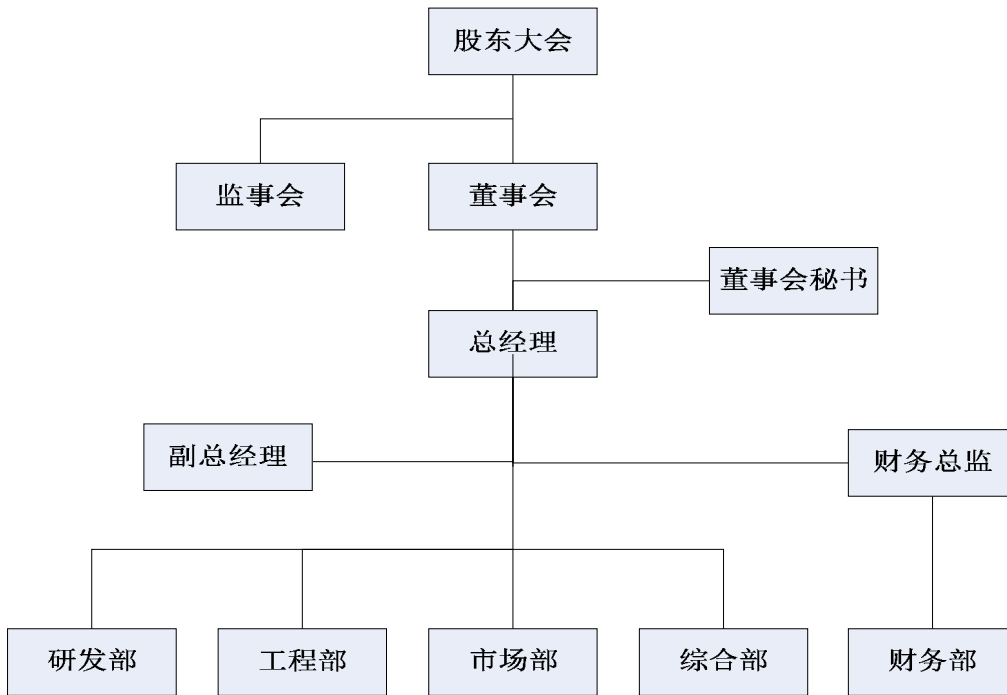 股东大会
监事会
董事会
董事会秘书
总经理
副总经理
财务总监
研发部
工程部
市场部
综合部
财务部